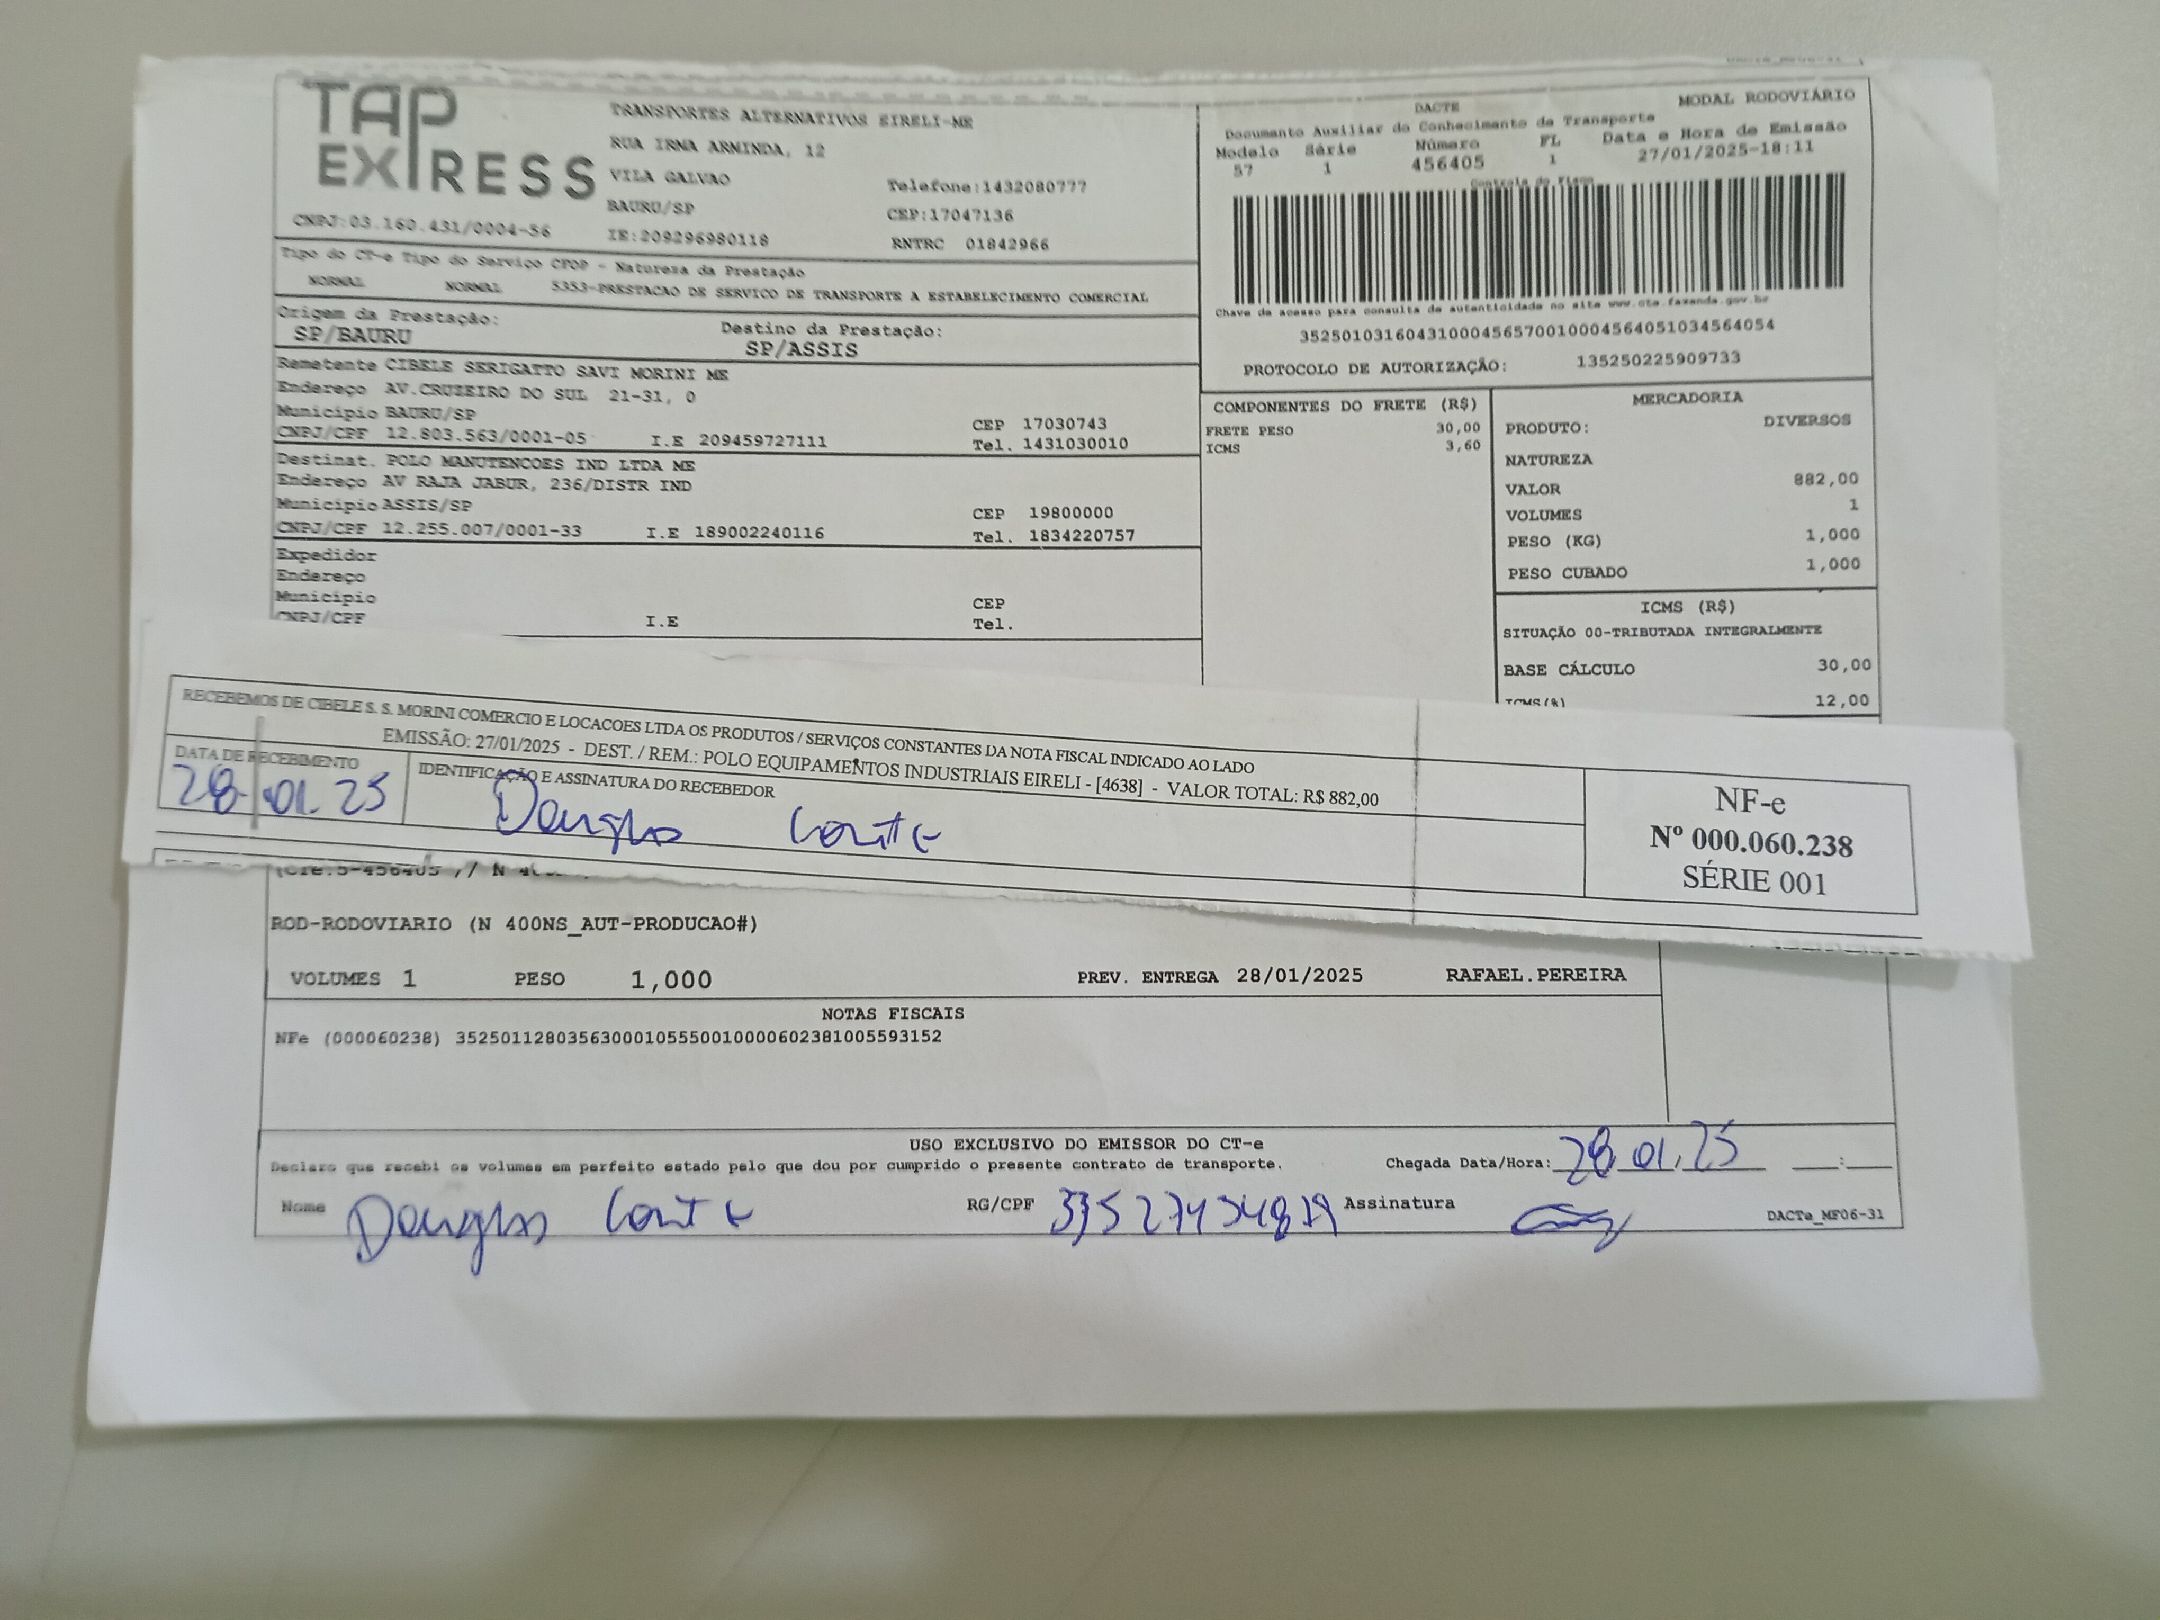 TAP EXPRESS
TRANSPORTES ALTERNATIVOS EIRELI-ME
RUA IRMA ARMINDA, 12
VILA GALVAO
Telefone:1432080777
BAURU/SP
CEP:17047136
CNPJ:03.160.431/0004-56
IE:209296980118
RNTRC 01842966
Tipo do CT-e Tipo do Serviço CFOP - Natureza da Prestação
NORMAL NORMAL 5353-PRESTACAO DE SERVICO DE TRANSPORTE A ESTABELECIMENTO COMERCIAL
Origem da Prestação:
SP/BAURU
Destino da Prestação:
SP/ASSIS
Remetente CIBELE SERIGATTO SAVI MORINI ME
Endereço AV.CRUZEIRO DO SUL 21-31, 0
Municipio BAURU/SP CEP 17030743
CNPJ/CPF 12.803.563/0001-05 I.E 209459727111 Tel. 1431030010
Destinat. POLO MANUTENCOES IND LTDA ME
Endereço AV RAJA JABUR, 236/DISTR IND
Municipio ASSIS/SP CEP 19800000
CNPJ/CPF 12.255.007/0001-33 I.E 189002240116 Tel. 1834220757
Expedidor
Endereço
Municipio CEP
CNPJ/CPF I.E Tel.
DACTE MODAL RODOVIÁRIO
Documento Auxiliar do Conhecimento de Transporte
Modelo Série Número FL Data e Hora de Emissão
57 1 456405 1 27/01/2025-18:11
Controle do Fisco
Chave de acesso para consulta de autenticidade no site www.cte.fazenda.gov.br
35250103160431000456570010004564051034564054
PROTOCOLO DE AUTORIZAÇÃO: 135250225909733
COMPONENTES DO FRETE (R$)
FRETE PESO 30,00
ICMS 3,60
MERCADORIA
PRODUTO: DIVERSOS
NATUREZA
VALOR 882,00
VOLUMES 1
PESO (KG) 1,000
PESO CUBADO 1,000
ICMS (R$)
SITUAÇÃO 00-TRIBUTADA INTEGRALMENTE
BASE CÁLCULO 30,00
ICMS(%) 12,00
RECEBEMOS DE CIBELE S. S. MORINI COMERCIO E LOCACOES LTDA OS PRODUTOS / SERVIÇOS CONSTANTES DA NOTA FISCAL INDICADO AO LADO
EMISSÃO: 27/01/2025 - DEST. / REM.: POLO EQUIPAMENTOS INDUSTRIAIS EIRELI - [4638] - VALOR TOTAL: R$ 882,00
DATA DE RECEBIMENTO
28.01.25
IDENTIFICAÇÃO E ASSINATURA DO RECEBEDOR
Douglas Conte
NF-e
Nº 000.060.238
SÉRIE 001
ROD-RODOVIARIO (N 400NS_AUT-PRODUCAO#)
VOLUMES 1 PESO 1,000 PREV. ENTREGA 28/01/2025 RAFAEL.PEREIRA
NOTAS FISCAIS
NFe (000060238) 35250112803563000105550010000602381005593152
USO EXCLUSIVO DO EMISSOR DO CT-e
Declaro que recebi os volumes em perfeito estado pelo que dou por cumprido o presente contrato de transporte.
Chegada Data/Hora: 28.01.25 __:__
Nome Douglas Conte RG/CPF Assinatura
DACTe_MF06-31